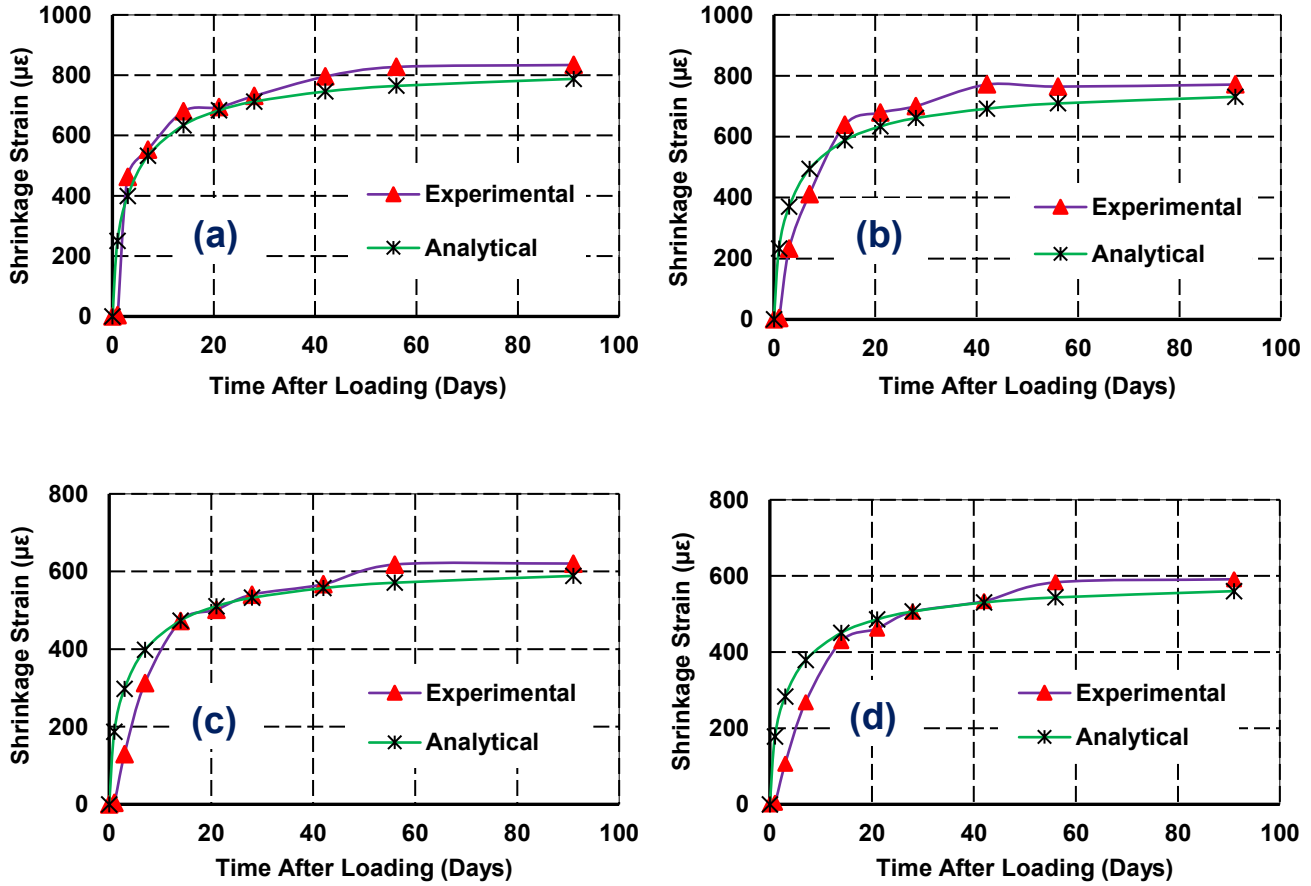 Shrinkage Strain (με)
1000
800
600
400
200
0
0 20 40 60 80 100
Time After Loading (Days)
Experimental
Analytical
(a)
Shrinkage Strain (με)
1000
800
600
400
200
0
0 20 40 60 80 100
Time After Loading (Days)
Experimental
Analytical
(b)
Shrinkage Strain (με)
800
600
400
200
0
0 20 40 60 80 100
Time After Loading (Days)
Experimental
Analytical
(c)
Shrinkage Strain (με)
800
600
400
200
0
0 20 40 60 80 100
Time After Loading (Days)
Experimental
Analytical
(d)